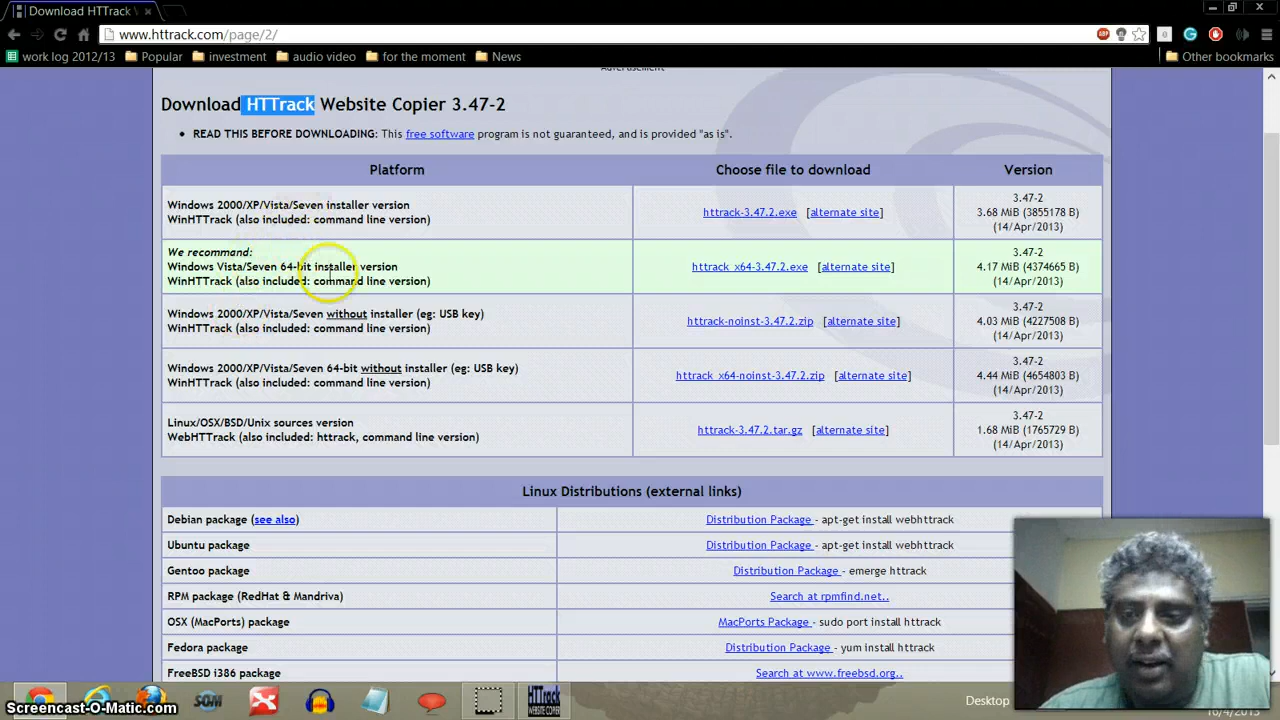 Download HTTrack
www.httrack.com/page/2/
work log 2012/13 Popular investment audio video for the moment News Other bookmarks
Download HTTrack Website Copier 3.47-2
• READ THIS BEFORE DOWNLOADING: This free software program is not guaranteed, and is provided "as is".
Platform Choose file to download Version
Windows 2000/XP/Vista/Seven installer version
WinHTTrack (also included: command line version)
httrack-3.47.2.exe [alternate site]
3.47-2
3.68 MiB (3855178 B)
(14/Apr/2013)
We recommend:
Windows Vista/Seven 64-bit installer version
WinHTTrack (also included: command line version)
httrack_x64-3.47.2.exe [alternate site]
3.47-2
4.17 MiB (4374665 B)
(14/Apr/2013)
Windows 2000/XP/Vista/Seven without installer (eg: USB key)
WinHTTrack (also included: command line version)
httrack-noinst-3.47.2.zip [alternate site]
3.47-2
4.03 MiB (4227508 B)
(14/Apr/2013)
Windows 2000/XP/Vista/Seven 64-bit without installer (eg: USB key)
WinHTTrack (also included: command line version)
httrack_x64-noinst-3.47.2.zip [alternate site]
3.47-2
4.44 MiB (4654803 B)
(14/Apr/2013)
Linux/OSX/BSD/Unix sources version
WebHTTrack (also included: httrack, command line version)
httrack-3.47.2.tar.gz [alternate site]
3.47-2
1.68 MiB (1765729 B)
(14/Apr/2013)
Linux Distributions (external links)
Debian package (see also) Distribution Package - apt-get install webhttrack
Ubuntu package Distribution Package - apt-get install webhttrack
Gentoo package Distribution Package - emerge httrack
RPM package (RedHat & Mandriva) Search at rpmfind.net..
OSX (MacPorts) package MacPorts Package - sudo port install httrack
Fedora package Distribution Package - yum install httrack
FreeBSD i386 package Search at www.freebsd.org..
SOM
HTTrack
WEBSITE COPIER
Desktop
Screencast-O-Matic.com